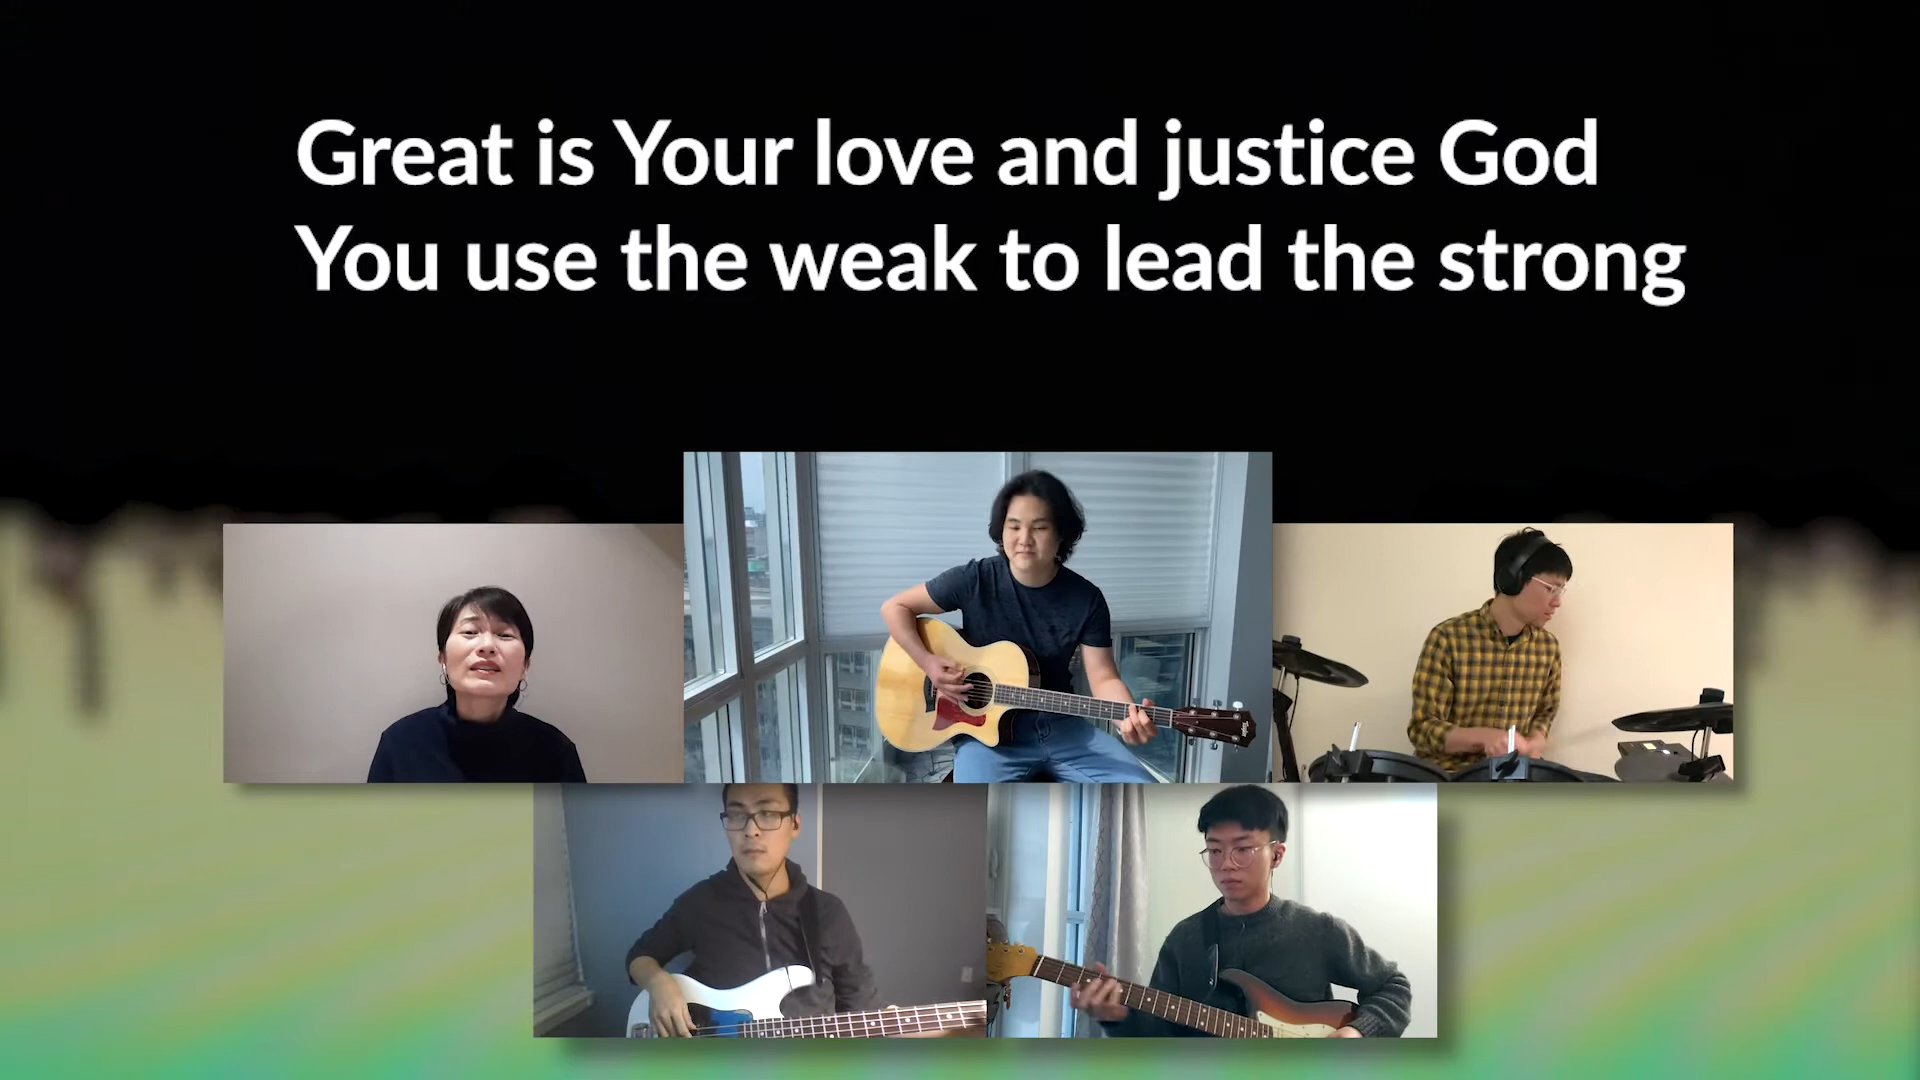 Great is Your love and justice God
You use the weak to lead the strong